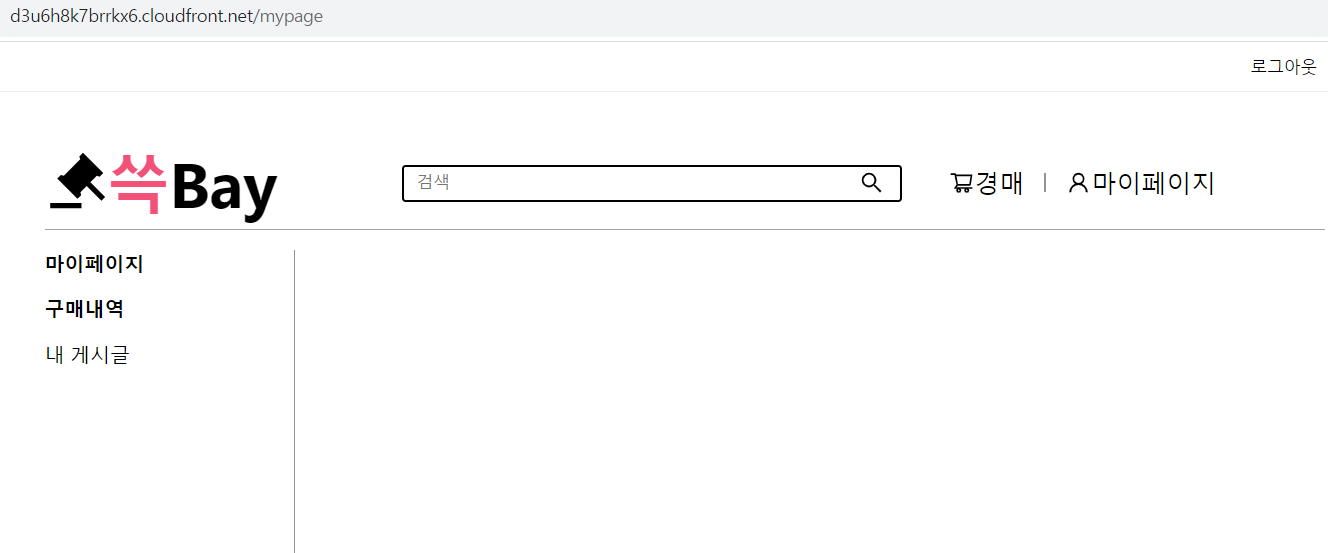 d3u6h8k7brrkx6.cloudfront.net/mypage
로그아웃
쓱Bay
검색
경매 | 마이페이지
마이페이지
구매내역
내 게시글